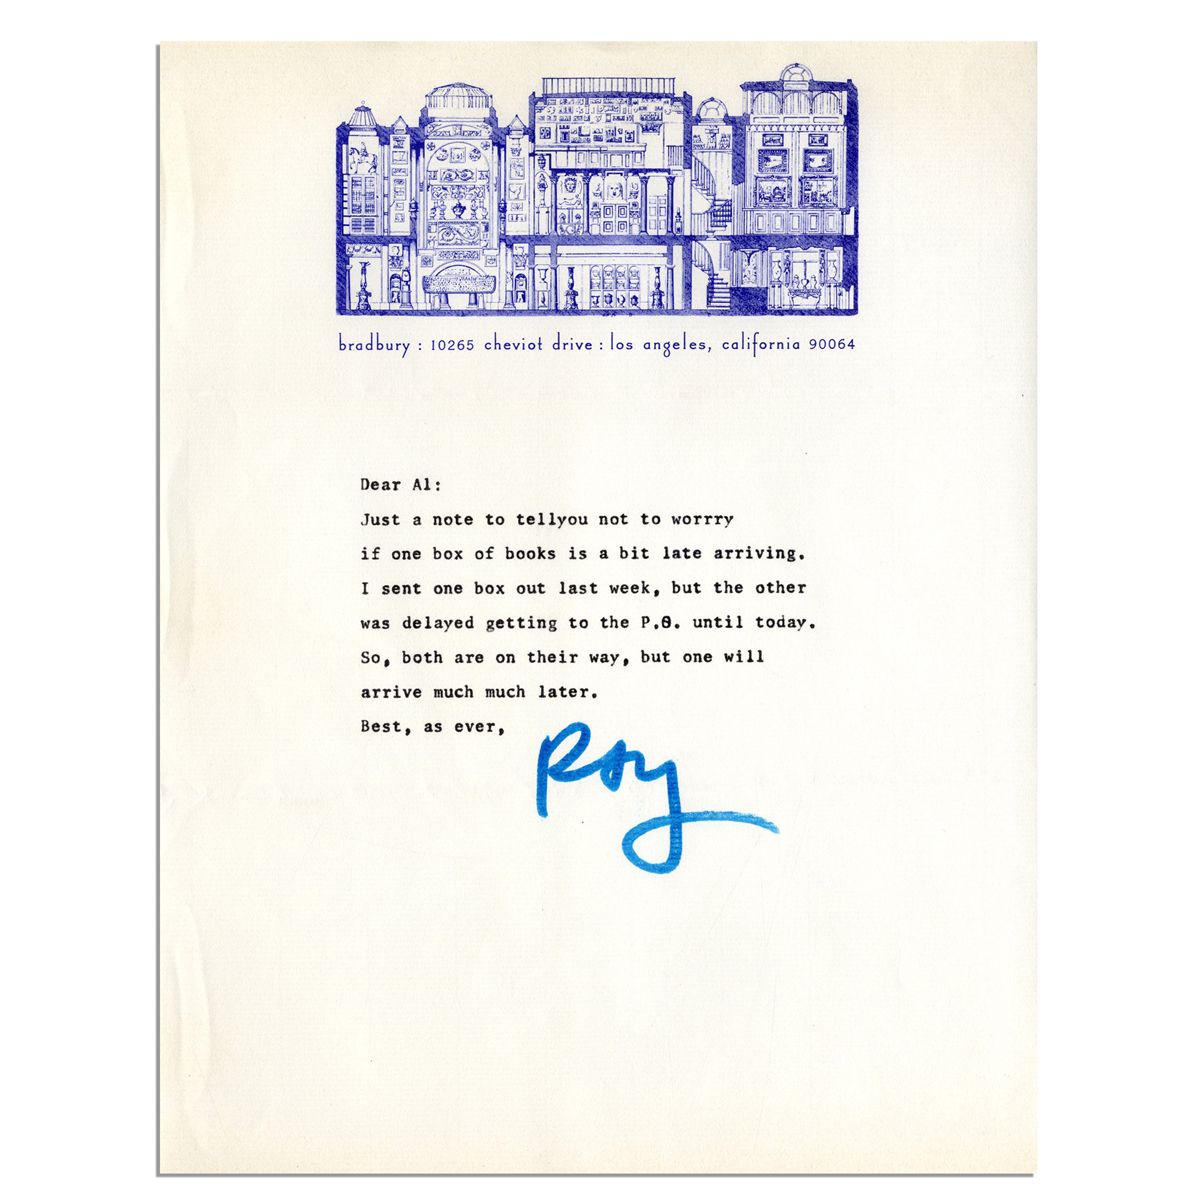 bradbury : 10265 cheviot drive : los angeles, california 90064
Dear Al:
Just a note to tellyou not to worrry
if one box of books is a bit late arriving.
I sent one box out last week, but the other
was delayed getting to the P.O. until today.
So, both are on their way, but one will
arrive much much later.
Best, as ever,
Ray